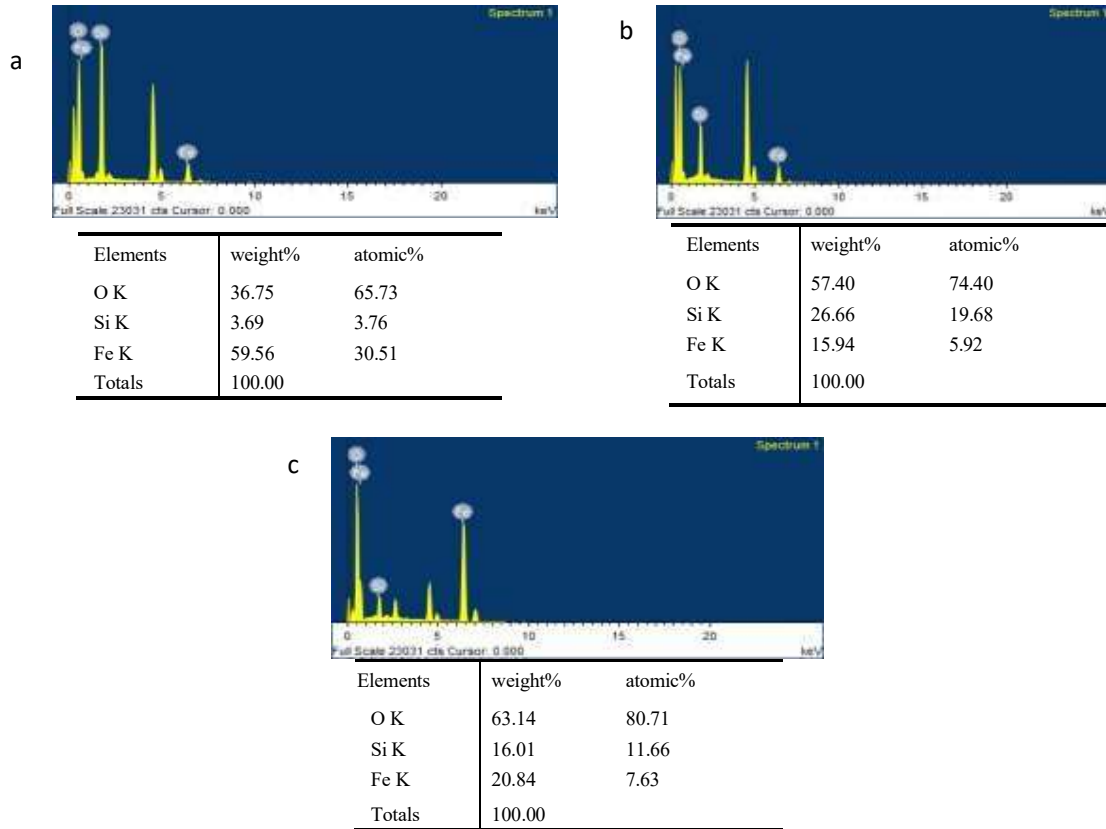 a
Spectrum 1
0 5 10 15 20
Full Scale 23031 cts Cursor: 0.000 keV
Elements weight% atomic%
O K 36.75 65.73
Si K 3.69 3.76
Fe K 59.56 30.51
Totals 100.00
b
Spectrum 1
0 5 10 15 20
Full Scale 23031 cts Cursor: 0.000 keV
Elements weight% atomic%
O K 57.40 74.40
Si K 26.66 19.68
Fe K 15.94 5.92
Totals 100.00
c
Spectrum 1
0 5 10 15 20
Full Scale 23031 cts Cursor: 0.000 keV
Elements weight% atomic%
O K 63.14 80.71
Si K 16.01 11.66
Fe K 20.84 7.63
Totals 100.00